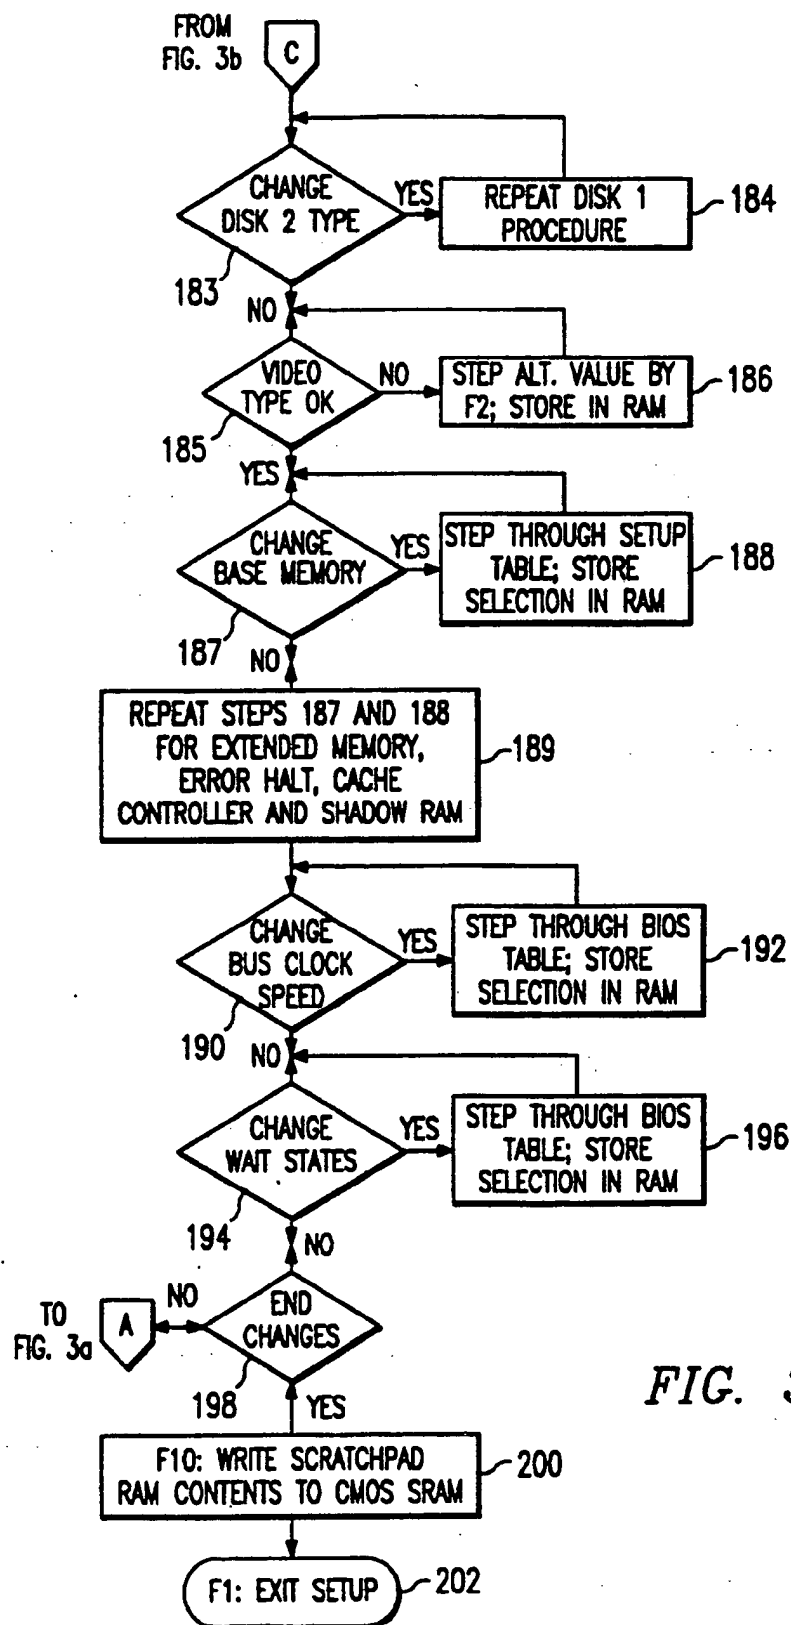 FROM
FIG. 3b
C
CHANGE
DISK 2 TYPE
YES
REPEAT DISK 1
PROCEDURE
184
183
NO
VIDEO
TYPE OK
NO
STEP ALT. VALUE BY
F2; STORE IN RAM
186
185
YES
CHANGE
BASE MEMORY
YES
STEP THROUGH SETUP
TABLE; STORE
SELECTION IN RAM
188
187
NO
REPEAT STEPS 187 AND 188
FOR EXTENDED MEMORY,
ERROR HALT, CACHE
CONTROLLER AND SHADOW RAM
189
CHANGE
BUS CLOCK
SPEED
YES
STEP THROUGH BIOS
TABLE; STORE
SELECTION IN RAM
192
190
NO
CHANGE
WAIT STATES
YES
STEP THROUGH BIOS
TABLE; STORE
SELECTION IN RAM
196
194
NO
END
CHANGES
NO
A
TO
FIG. 3a
198
YES
FIG. 3
F10: WRITE SCRATCHPAD
RAM CONTENTS TO CMOS SRAM
200
F1: EXIT SETUP
202